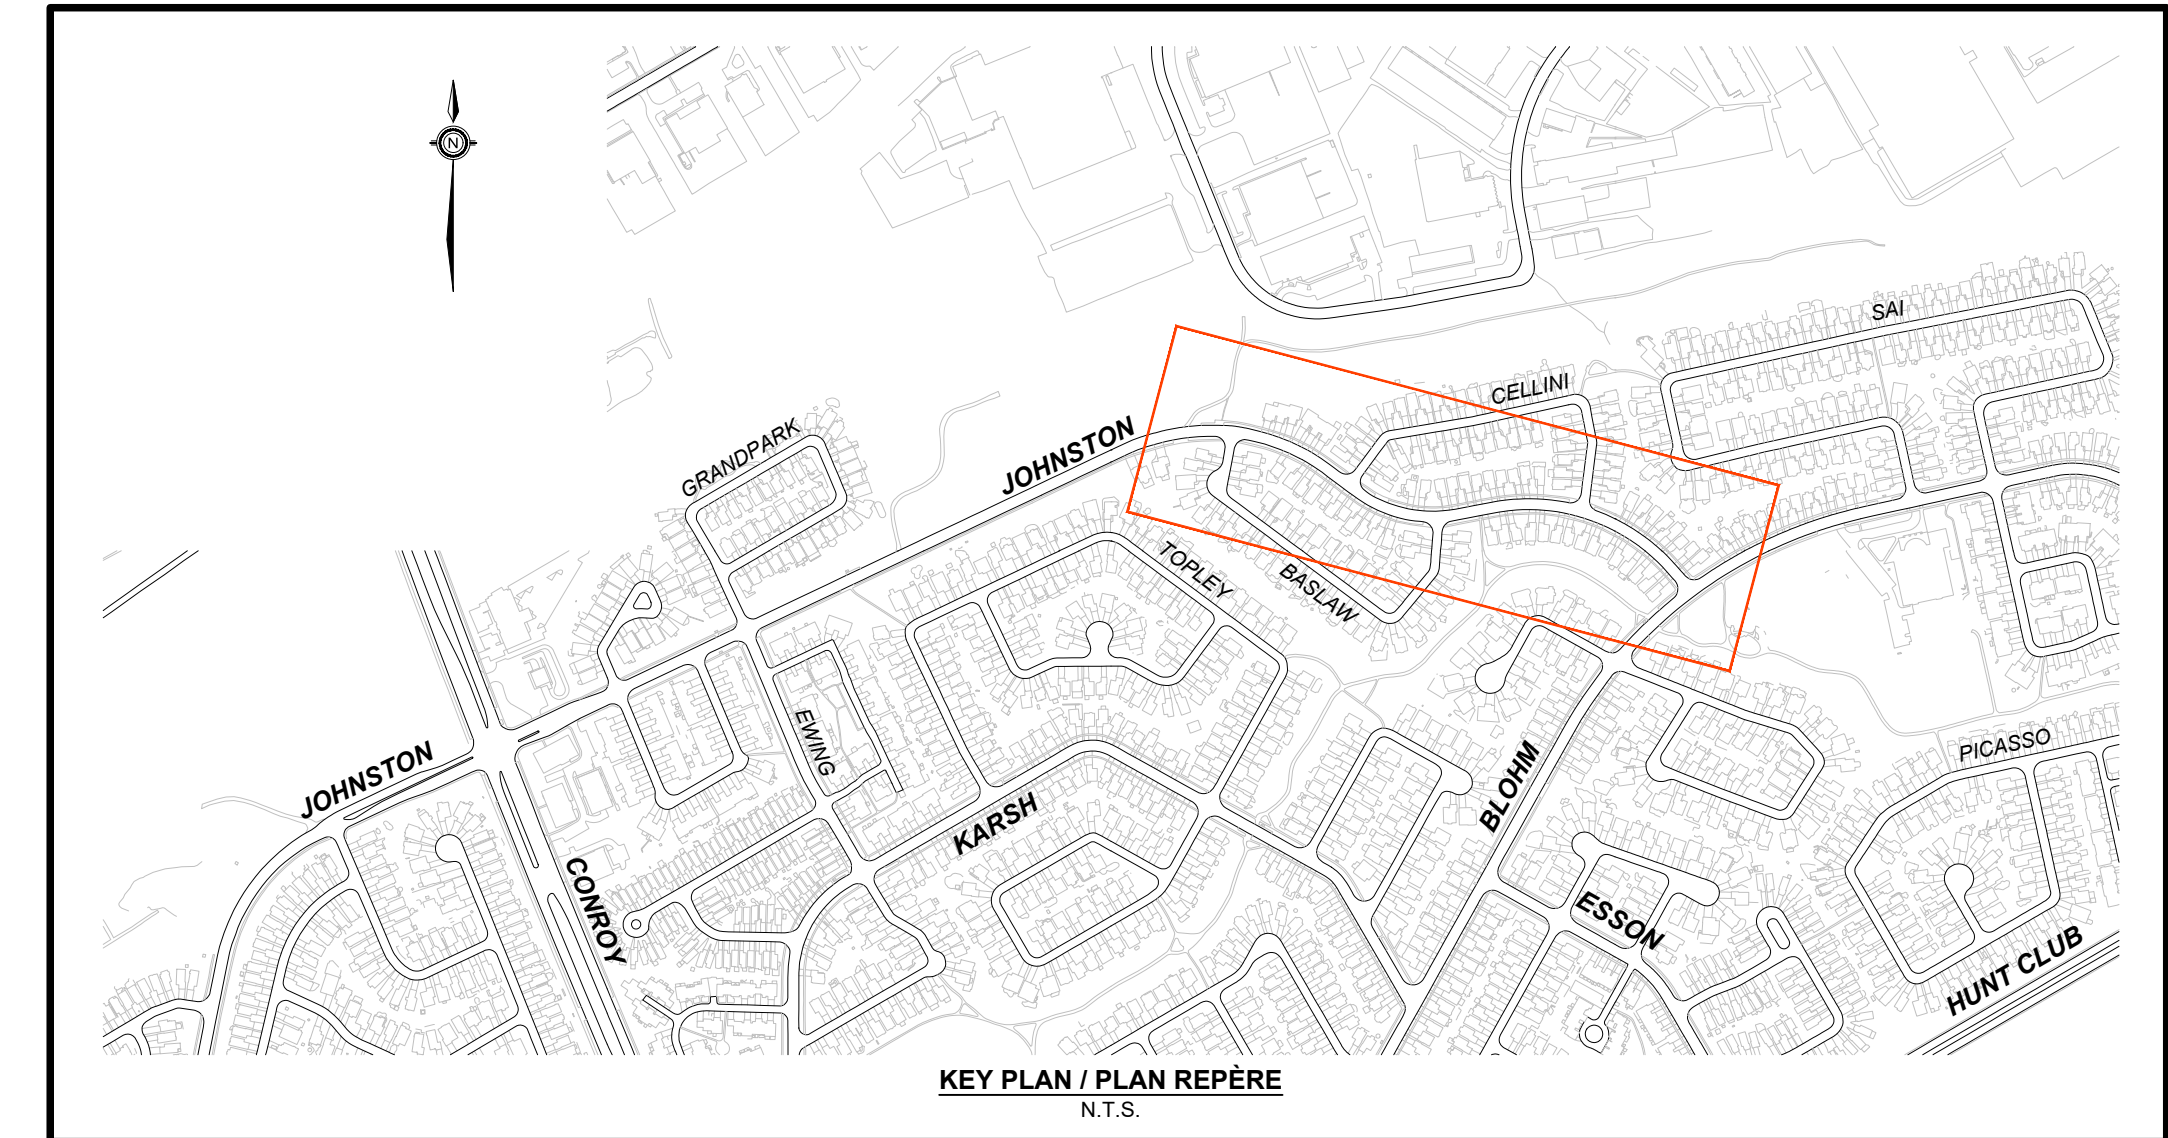 N
SAI
CELLINI
GRANDPARK
JOHNSTON
TOPLEY
BASLAW
EWING
PICASSO
JOHNSTON
BLOHM
KARSH
CONROY
ESSON
HUNT CLUB
KEY PLAN / PLAN REPÈRE
N.T.S.